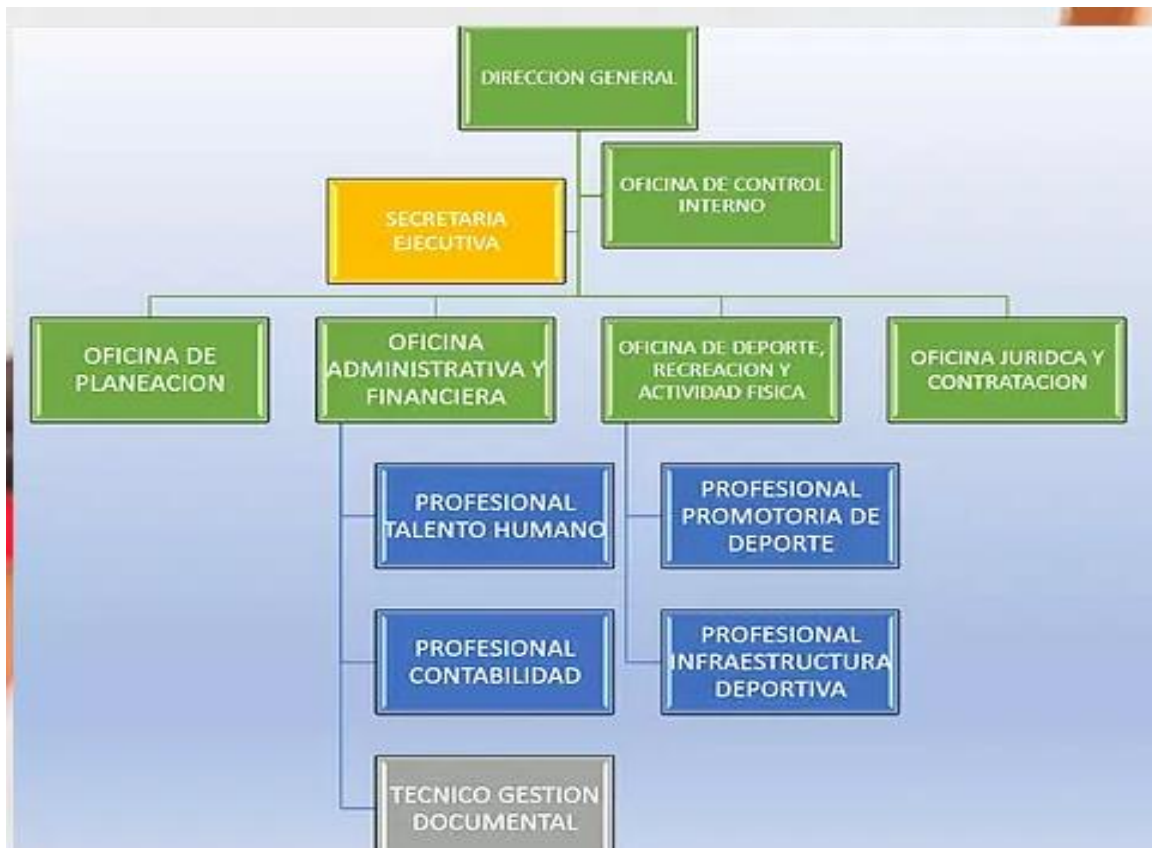 DIRECCION GENERAL
OFICINA DE CONTROL
INTERNO
SECRETARIA
EJECUTIVA
OFICINA DE
PLANEACION
OFICINA
ADMINISTRATIVA Y
FINANCIERA
OFICINA DE DEPORTE,
RECREACION Y
ACTIVIDAD FISICA
OFICINA JURIDCA Y
CONTRATACION
PROFESIONAL
TALENTO HUMANO
PROFESIONAL
PROMOTORIA DE
DEPORTE
PROFESIONAL
CONTABILIDAD
PROFESIONAL
INFRAESTRUCTURA
DEPORTIVA
TECNICO GESTION
DOCUMENTAL